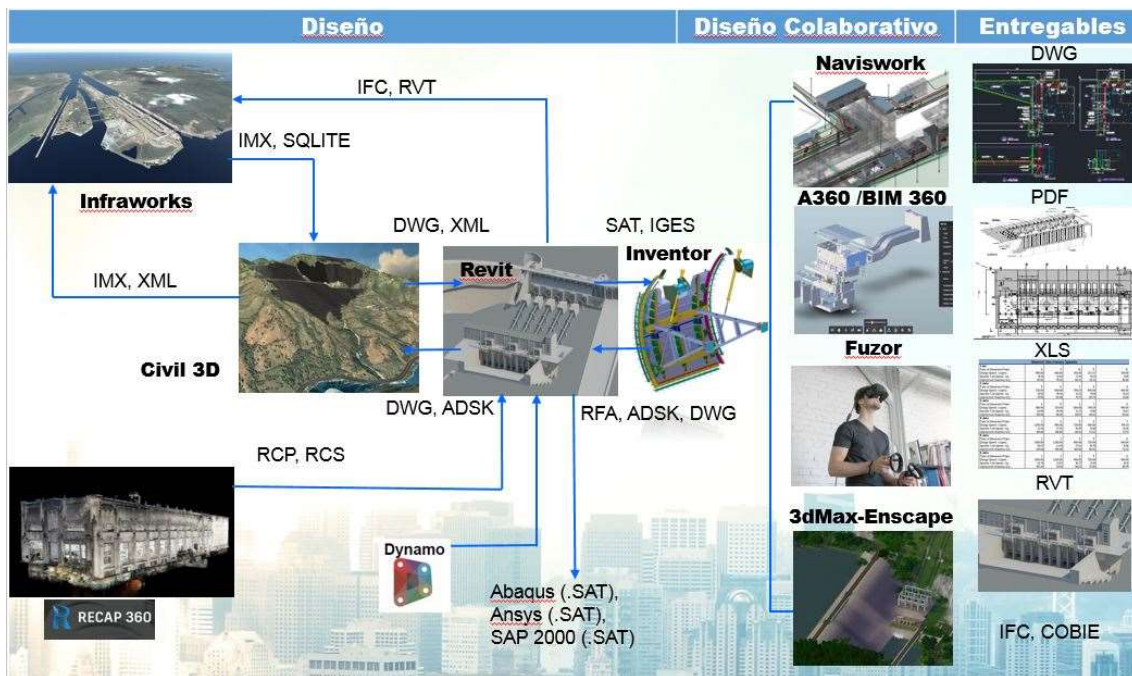 Diseño
Diseño Colaborativo
Entregables
IFC, RVT
IMX, SQLITE
Infraworks
IMX, XML
DWG, XML
SAT, IGES
Revit
Inventor
Civil 3D
DWG, ADSK
RFA, ADSK, DWG
RCP, RCS
RECAP 360
Dynamo
Abaqus (.SAT),
Ansys (.SAT),
SAP 2000 (.SAT)
Naviswork
A360 /BIM 360
Fuzor
3dMax-Enscape
DWG
PDF
XLS
RVT
IFC, COBIE